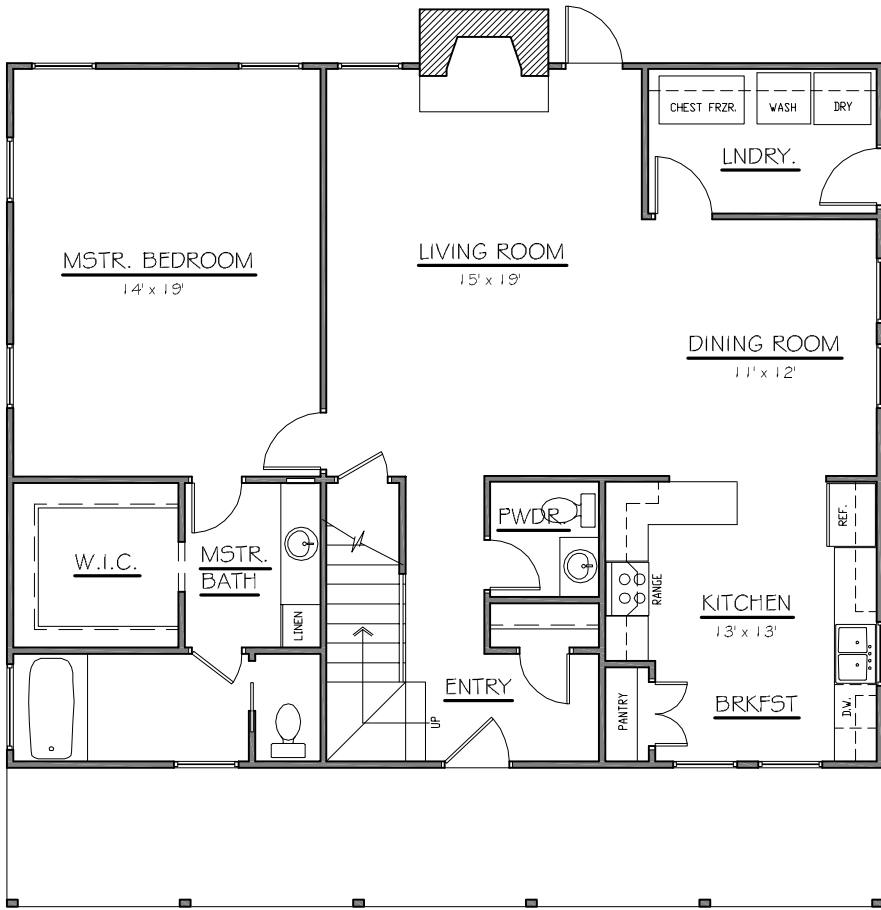 CHEST FRZR.
WASH
DRY
LNDRY.
MSTR. BEDROOM
14' x 19'
LIVING ROOM
15' x 19'
DINING ROOM
11' x 12'
W.I.C.
MSTR.
BATH
LINEN
PWDR.
REF.
RANGE
KITCHEN
13' x 13'
ENTRY
UP
PANTRY
BRKFST
D.W.